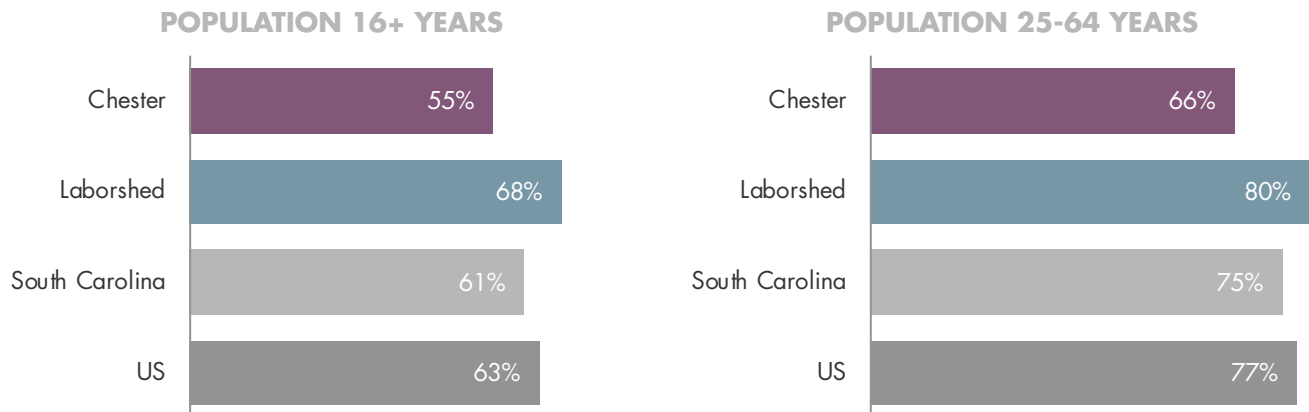 POPULATION 16+ YEARS
Chester 55%
Laborshed 68%
South Carolina 61%
US 63%
POPULATION 25-64 YEARS
Chester 66%
Laborshed 80%
South Carolina 75%
US 77%